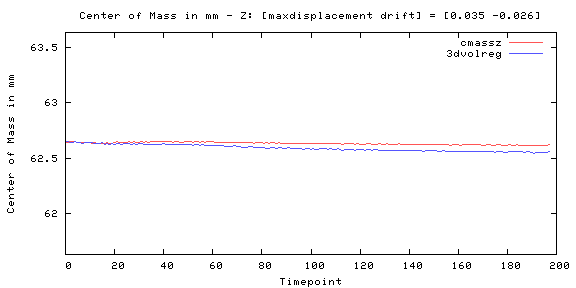 Center of Mass in mm - Z: [maxdisplacement drift] = [0.035 -0.026]
cmassz
3dvolreg
Center of Mass in mm
63.5
63
62.5
62
0 20 40 60 80 100 120 140 160 180 200
Timepoint